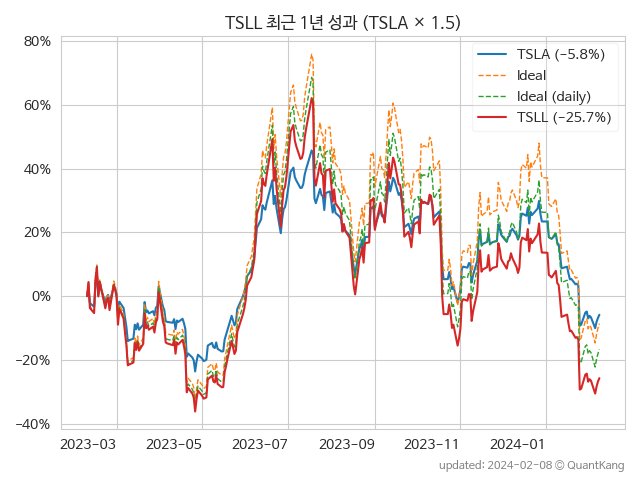 TSLL 최근 1년 성과 (TSLA × 1.5)
80%
60%
40%
20%
0%
−20%
−40%
TSLA (−5.8%)
Ideal
Ideal (daily)
TSLL (−25.7%)
2023-03
2023-05
2023-07
2023-09
2023-11
2024-01
updated: 2024-02-08 © QuantKang